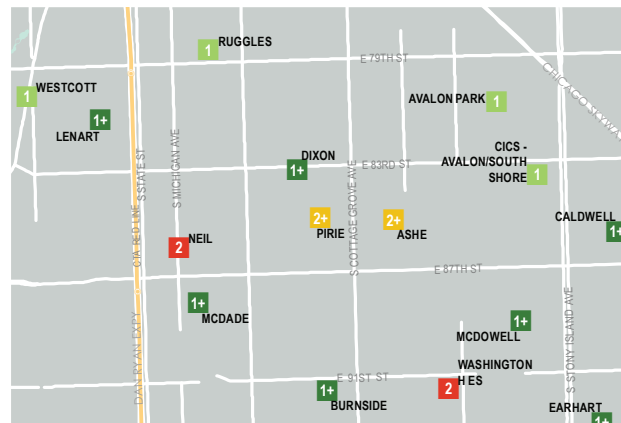 RUGGLES
1
E 79TH ST
WESTCOTT
1
AVALON PARK
1
CHICAGO SKYWAY
LENART
1+
DIXON
1+
E 83RD ST
CICS -
AVALON/SOUTH
SHORE
1
S STATE ST
S MICHIGAN AVE
S COTTAGE GROVE AVE
CTA RED LINE
2+
PIRIE
2+
ASHE
CALDWELL
1+
NEIL
2
E 87TH ST
1+
MCDADE
DAN RYAN EXPY
S STONY ISLAND AVE
1+
MCDOWELL
WASHINGTON
H ES
2
E 91ST ST
1+
BURNSIDE
EARHART
1+